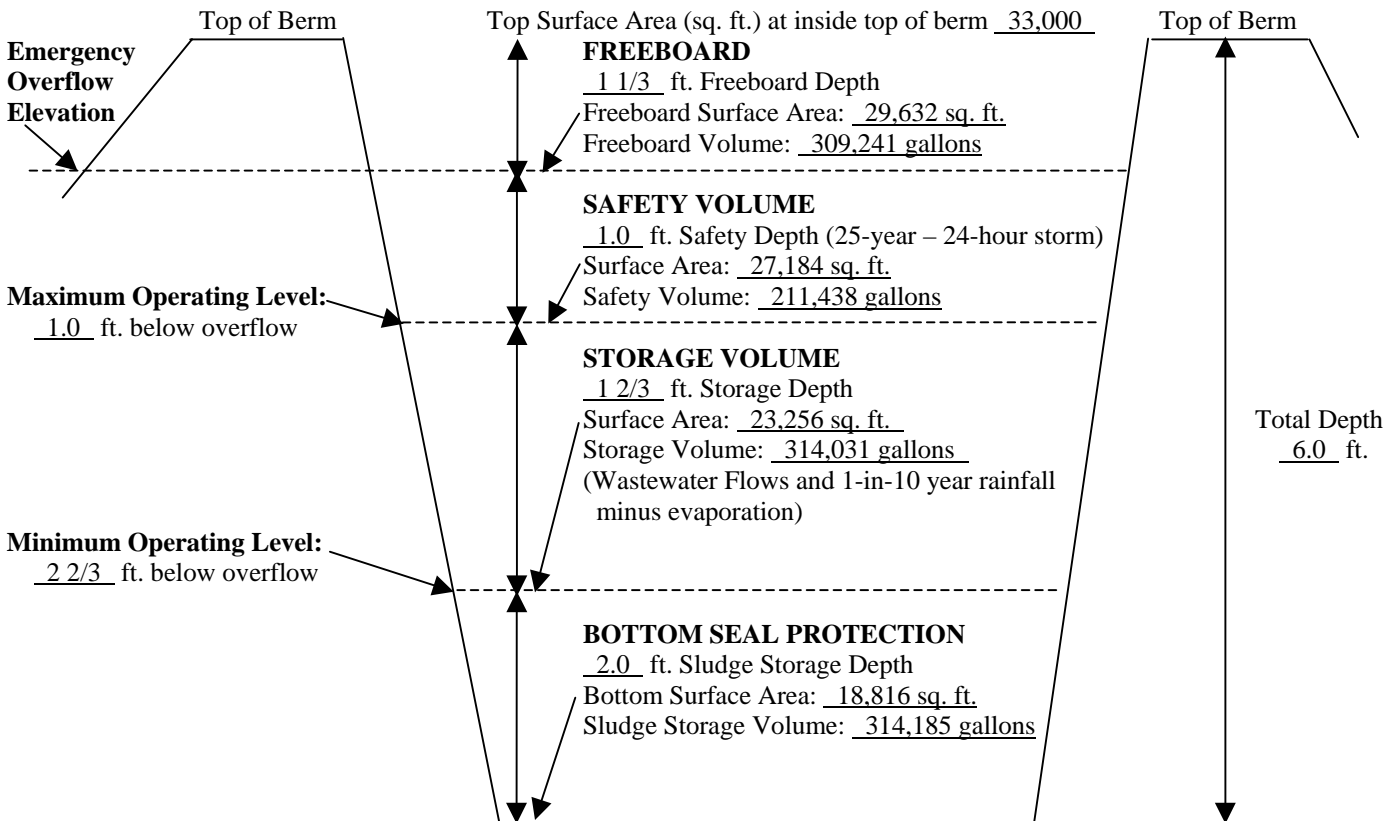 Top of Berm
Top Surface Area (sq. ft.) at inside top of berm 33,000
Top of Berm
Emergency
Overflow
Elevation
FREEBOARD
1 1/3 ft. Freeboard Depth
Freeboard Surface Area: 29,632 sq. ft.
Freeboard Volume: 309,241 gallons
SAFETY VOLUME
1.0 ft. Safety Depth (25-year – 24-hour storm)
Surface Area: 27,184 sq. ft.
Safety Volume: 211,438 gallons
Maximum Operating Level:
1.0 ft. below overflow
STORAGE VOLUME
1 2/3 ft. Storage Depth
Surface Area: 23,256 sq. ft.
Storage Volume: 314,031 gallons
(Wastewater Flows and 1-in-10 year rainfall
minus evaporation)
Total Depth
6.0 ft.
Minimum Operating Level:
2 2/3 ft. below overflow
BOTTOM SEAL PROTECTION
2.0 ft. Sludge Storage Depth
Bottom Surface Area: 18,816 sq. ft.
Sludge Storage Volume: 314,185 gallons